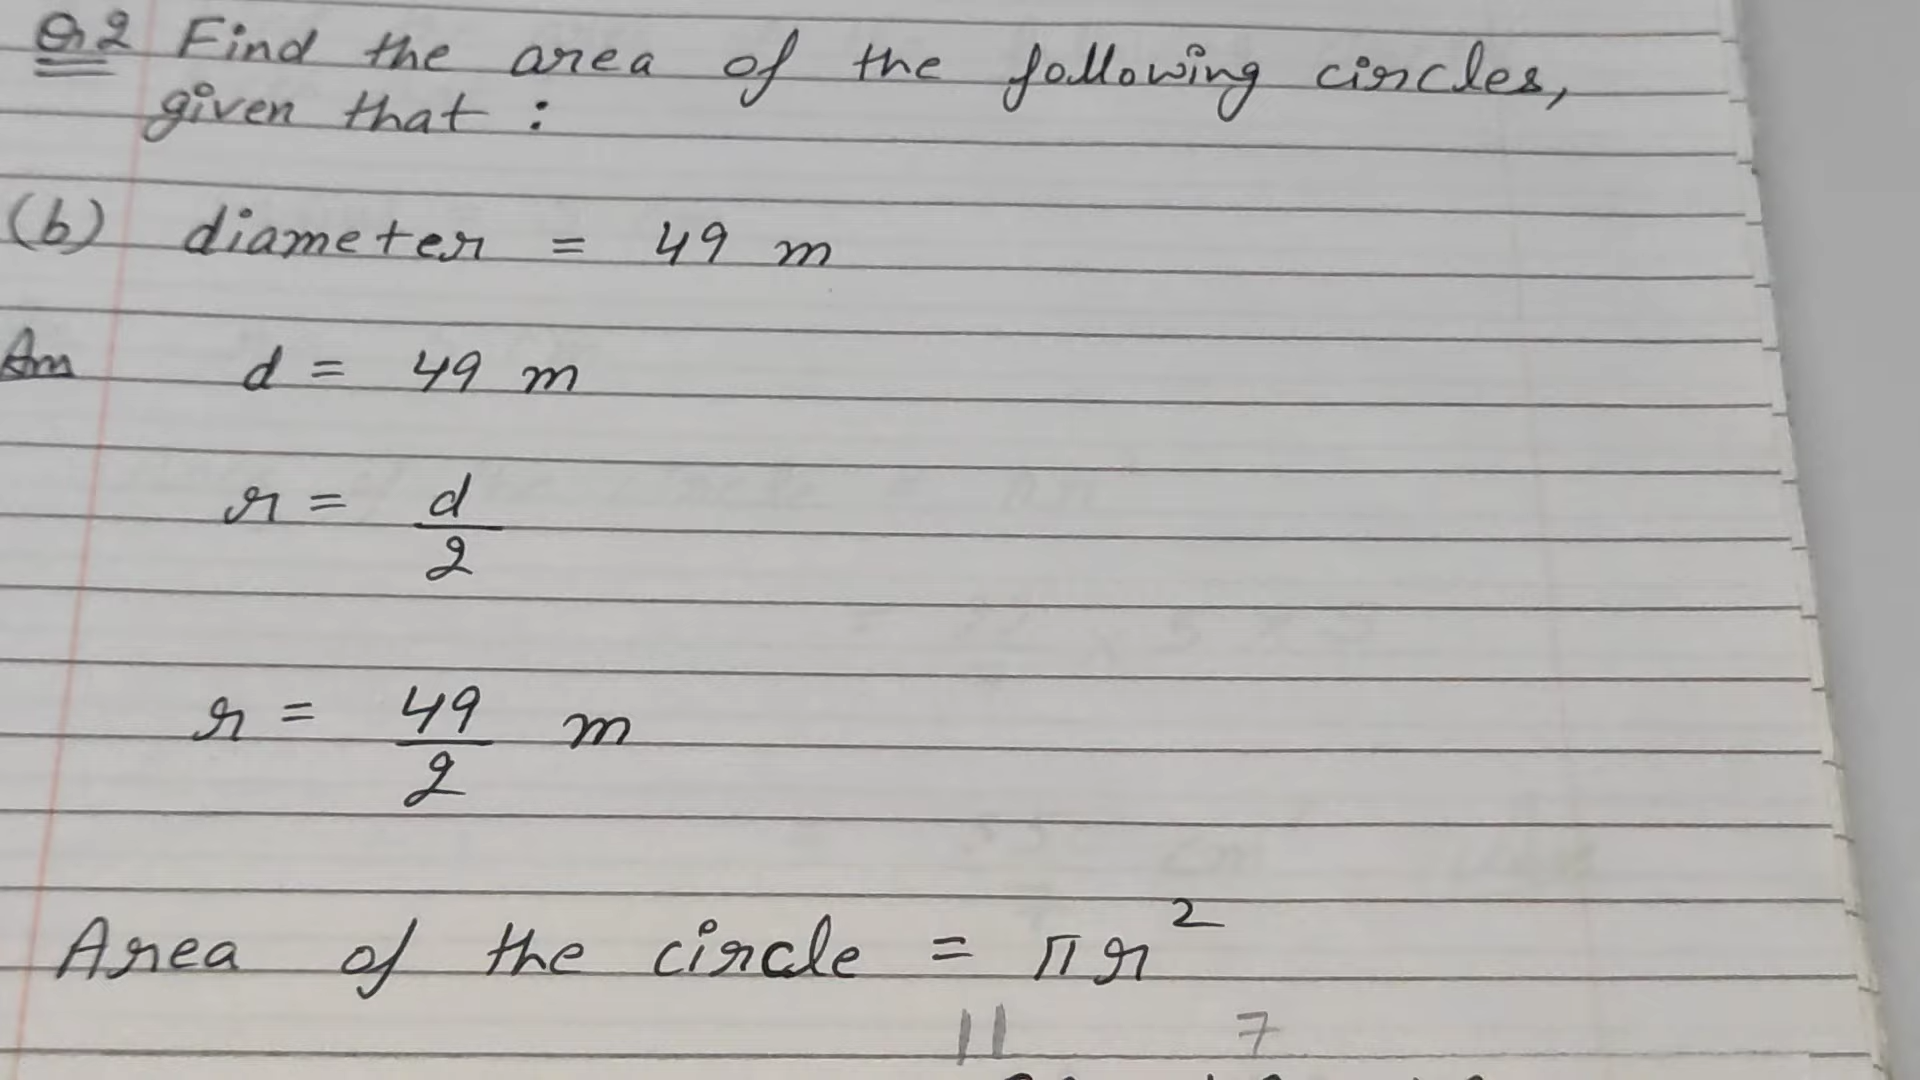 Q2 Find the area of the following circles,
given that :
(b) diameter = 49 m
Ans d = 49 m
r = d/2
r = 49/2 m
Area of the circle = πr²
11 7